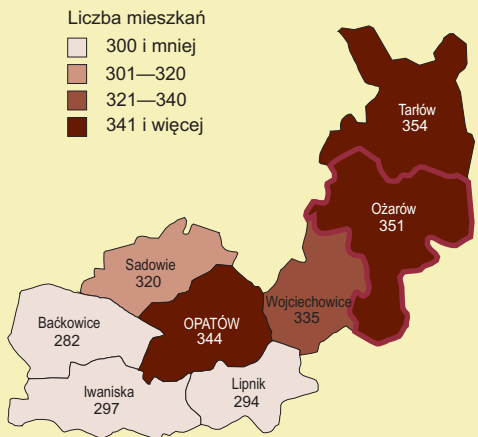 Liczba mieszkań
300 i mniej
301—320
321—340
341 i więcej
Tarłów
354
Ożarów
351
Sadowie
320
Wojciechowice
335
Baćkowice
282
OPATÓW
344
Iwaniska
297
Lipnik
294